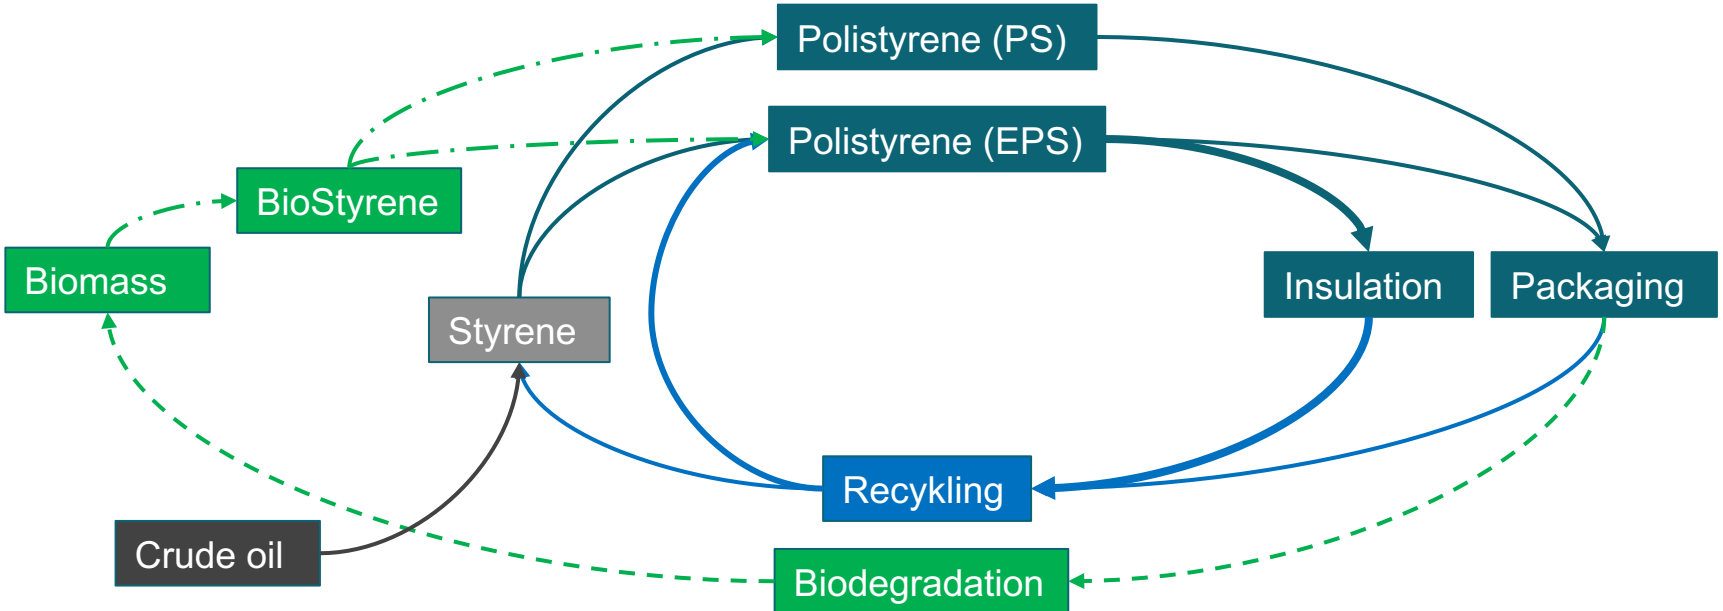 Polistyrene (PS)
Polistyrene (EPS)
BioStyrene
Biomass
Insulation
Packaging
Styrene
Recykling
Crude oil
Biodegradation